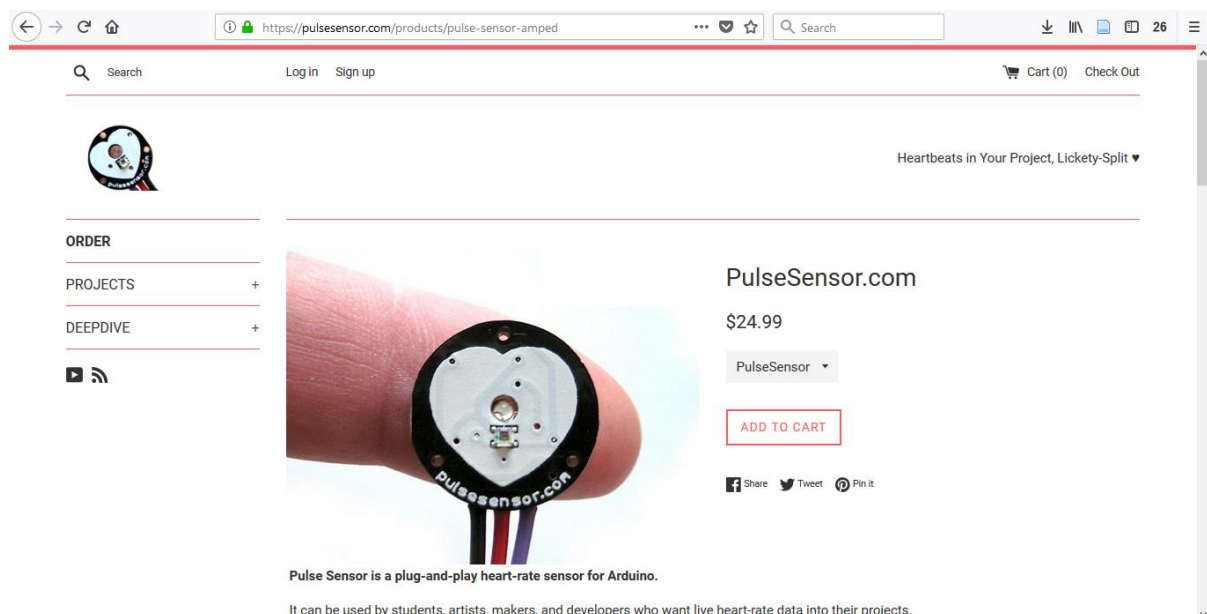 https://pulsesensor.com/products/pulse-sensor-amped
Search
26
Search
Log in Sign up
Cart (0) Check Out
pulsesensor.com
Heartbeats in Your Project, Lickety-Split ♥
ORDER
PROJECTS +
DEEPDIVE +
pulsesensor.com
PulseSensor.com
$24.99
PulseSensor
ADD TO CART
Share Tweet Pin it
Pulse Sensor is a plug-and-play heart-rate sensor for Arduino.
It can be used by students, artists, makers, and developers who want live heart-rate data into their projects.